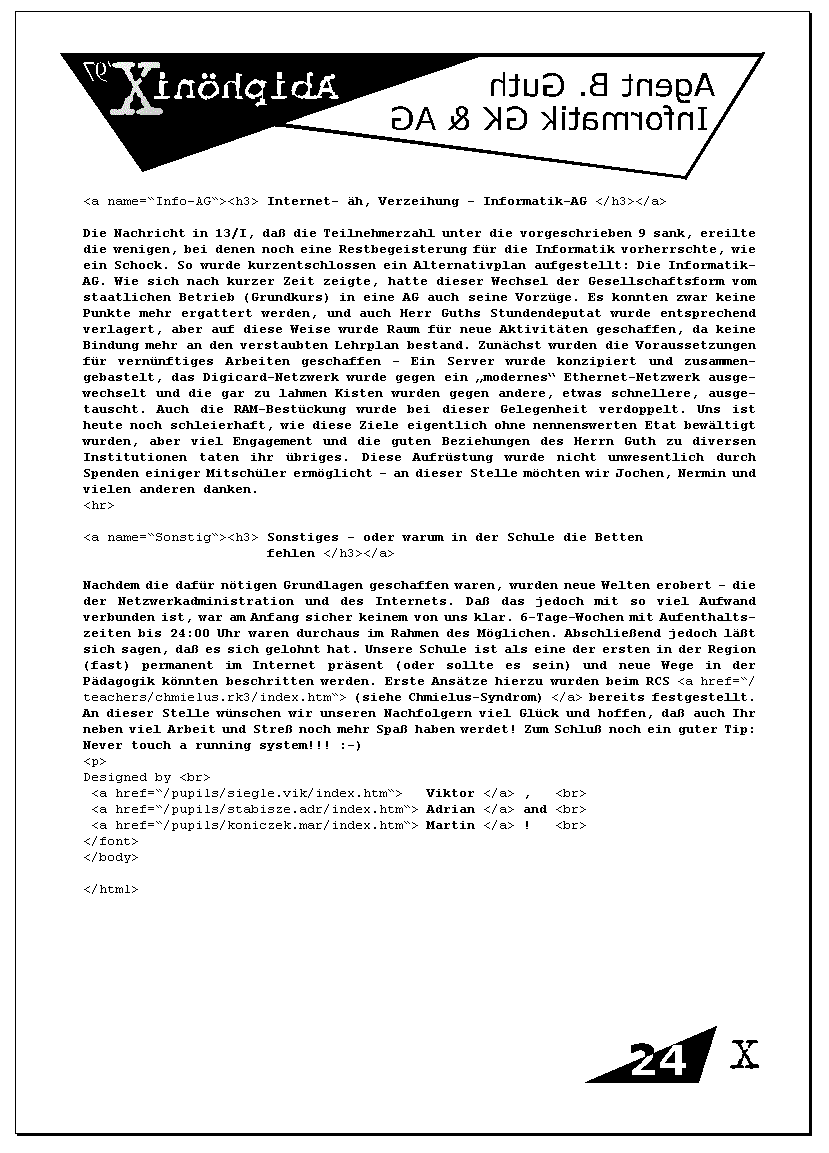 Abiphöni X '97
Agent B. Guth
Informatik GK & AG
<a name=“Info-AG“><h3> Internet- äh, Verzeihung - Informatik-AG </h3></a>
Die Nachricht in 13/I, daß die Teilnehmerzahl unter die vorgeschrieben 9 sank, ereilte
die wenigen, bei denen noch eine Restbegeisterung für die Informatik vorherrschte, wie
ein Schock. So wurde kurzentschlossen ein Alternativplan aufgestellt: Die Informatik-
AG. Wie sich nach kurzer Zeit zeigte, hatte dieser Wechsel der Gesellschaftsform vom
staatlichen Betrieb (Grundkurs) in eine AG auch seine Vorzüge. Es konnten zwar keine
Punkte mehr ergattert werden, und auch Herr Guths Stundendeputat wurde entsprechend
verlagert, aber auf diese Weise wurde Raum für neue Aktivitäten geschaffen, da keine
Bindung mehr an den verstaubten Lehrplan bestand. Zunächst wurden die Voraussetzungen
für vernünftiges Arbeiten geschaffen - Ein Server wurde konzipiert und zusammen-
gebastelt, das Digicard-Netzwerk wurde gegen ein „modernes“ Ethernet-Netzwerk ausge-
wechselt und die gar zu lahmen Kisten wurden gegen andere, etwas schnellere, ausge-
tauscht. Auch die RAM-Bestückung wurde bei dieser Gelegenheit verdoppelt. Uns ist
heute noch schleierhaft, wie diese Ziele eigentlich ohne nennenswerten Etat bewältigt
wurden, aber viel Engagement und die guten Beziehungen des Herrn Guth zu diversen
Institutionen taten ihr übriges. Diese Aufrüstung wurde nicht unwesentlich durch
Spenden einiger Mitschüler ermöglicht - an dieser Stelle möchten wir Jochen, Nermin und
vielen anderen danken.
<hr>
<a name=“Sonstig“><h3> Sonstiges - oder warum in der Schule die Betten
fehlen </h3></a>
Nachdem die dafür nötigen Grundlagen geschaffen waren, wurden neue Welten erobert - die
der Netzwerkadministration und des Internets. Daß das jedoch mit so viel Aufwand
verbunden ist, war am Anfang sicher keinem von uns klar. 6-Tage-Wochen mit Aufenthalts-
zeiten bis 24:00 Uhr waren durchaus im Rahmen des Möglichen. Abschließend jedoch läßt
sich sagen, daß es sich gelohnt hat. Unsere Schule ist als eine der ersten in der Region
(fast) permanent im Internet präsent (oder sollte es sein) und neue Wege in der
Pädagogik könnten beschritten werden. Erste Ansätze hierzu wurden beim RCS <a href=“/
teachers/chmielus.rk3/index.htm“> (siehe Chmielus-Syndrom) </a> bereits festgestellt.
An dieser Stelle wünschen wir unseren Nachfolgern viel Glück und hoffen, daß auch Ihr
neben viel Arbeit und Streß noch mehr Spaß haben werdet! Zum Schluß noch ein guter Tip:
Never touch a running system!!! :-)
<p>
Designed by <br>
<a href=“/pupils/siegle.vik/index.htm“> Viktor </a> , <br>
<a href=“/pupils/stabisze.adr/index.htm“> Adrian </a> and <br>
<a href=“/pupils/koniczek.mar/index.htm“> Martin </a> ! <br>
</font>
</body>
</html>
24 X